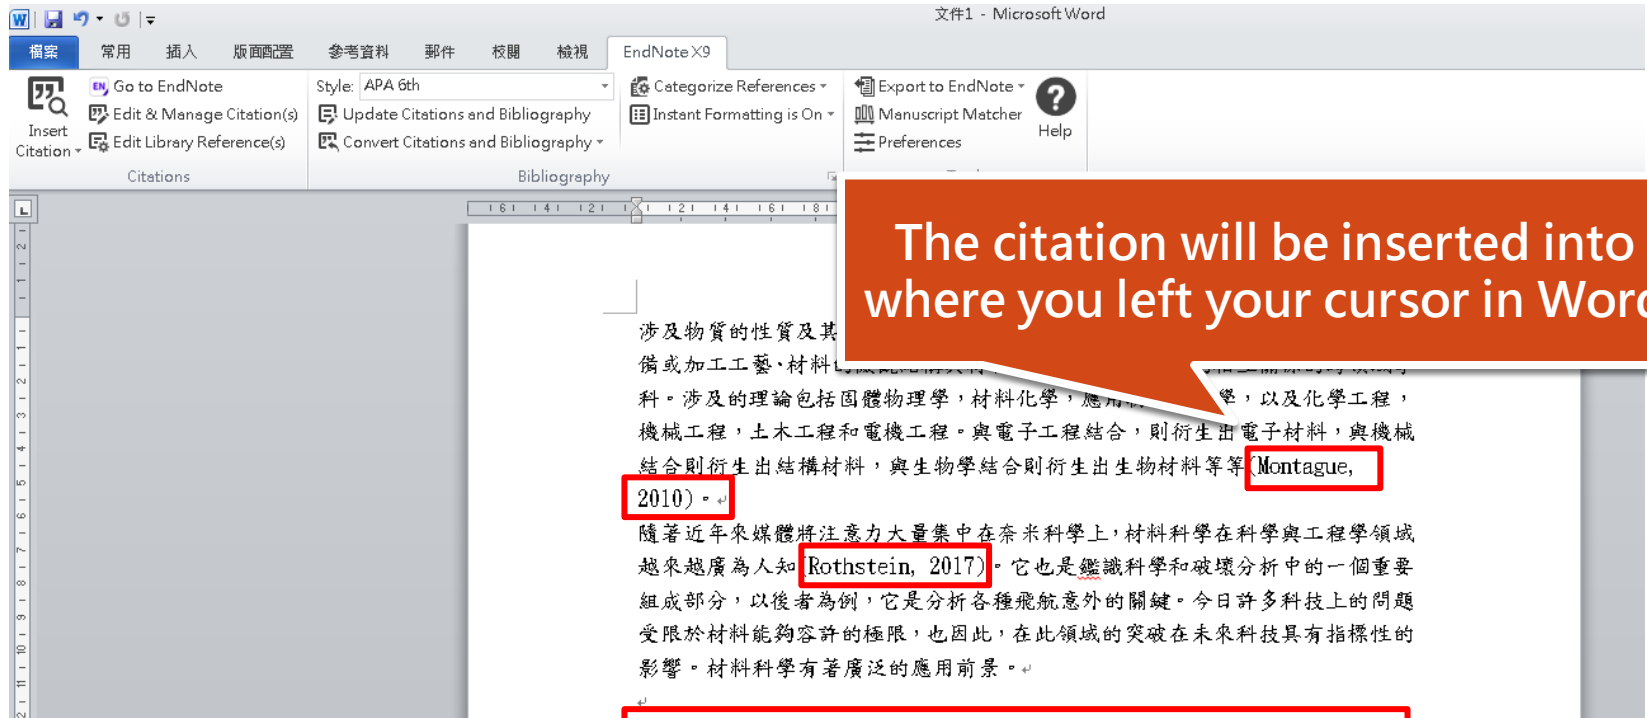 文件1 - Microsoft Word
檔案 常用 插入 版面配置 參考資料 郵件 校閱 檢視 EndNote X9
Go to EndNote
Edit & Manage Citation(s)
Edit Library Reference(s)
Insert
Citation
Citations
Style: APA 6th
Update Citations and Bibliography
Convert Citations and Bibliography
Bibliography
Categorize References
Instant Formatting is On
Export to EndNote
Manuscript Matcher
Preferences
Help
The citation will be inserted into
where you left your cursor in
涉及物質的性質及其
備或加工工藝、材料
科。涉及的理論包括固體物理學，材料化學，應用 學，以及化學工程，
機械工程，土木工程和電機工程。與電子工程結合，則衍生出電子材料，與機械
結合則衍生出結構材料，與生物學結合則衍生出生物材料等等(Montague,
2010)。
隨著近年來媒體將注意力大量集中在奈米科學上，材料科學在科學與工程學領域
越來越廣為人知(Rothstein, 2017)。它也是鑑識科學和破壞分析中的一個重要
組成部分，以後者為例，它是分析各種飛航意外的關鍵。今日許多科技上的問題
受限於材料能夠容許的極限，也因此，在此領域的突破在未來科技具有指標性的
影響。材料科學有著廣泛的應用前景。